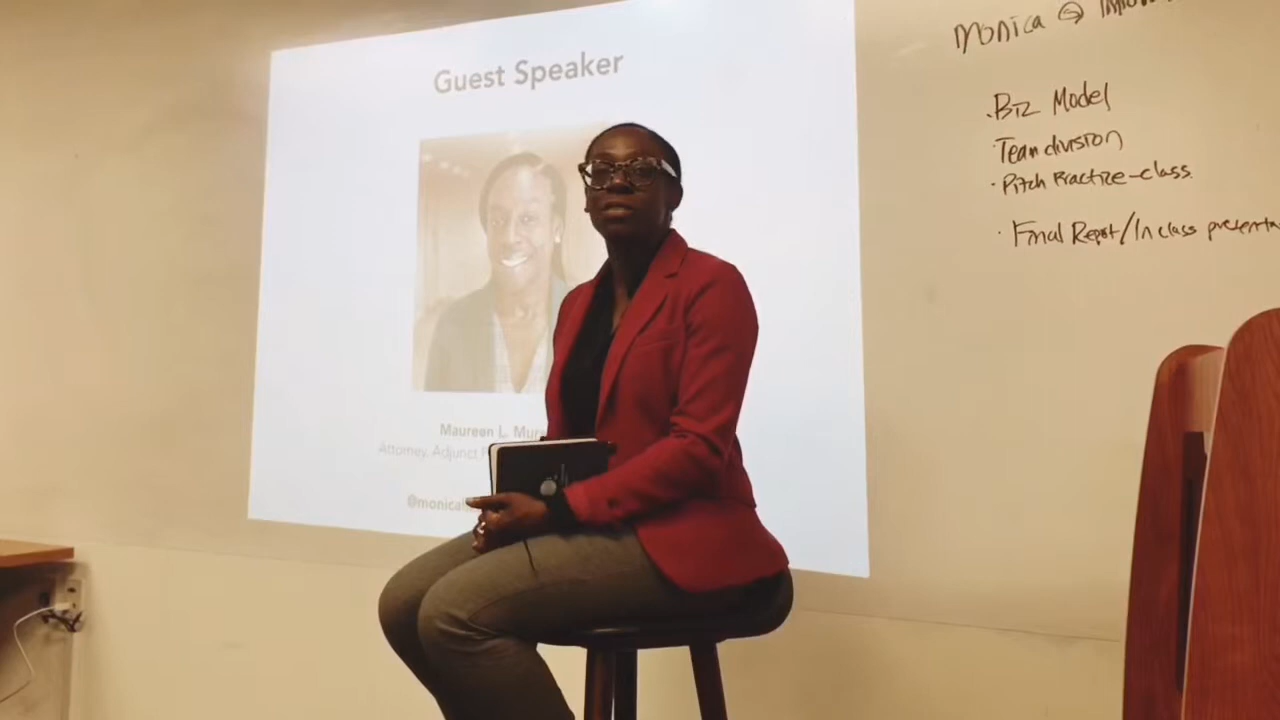 Guest Speaker
Maureen L. Mur
Attorney, Adjunct
@monical
Monica @
· Biz Model
· Team division
· Pitch Practice-class
· Final Report/In class presenta